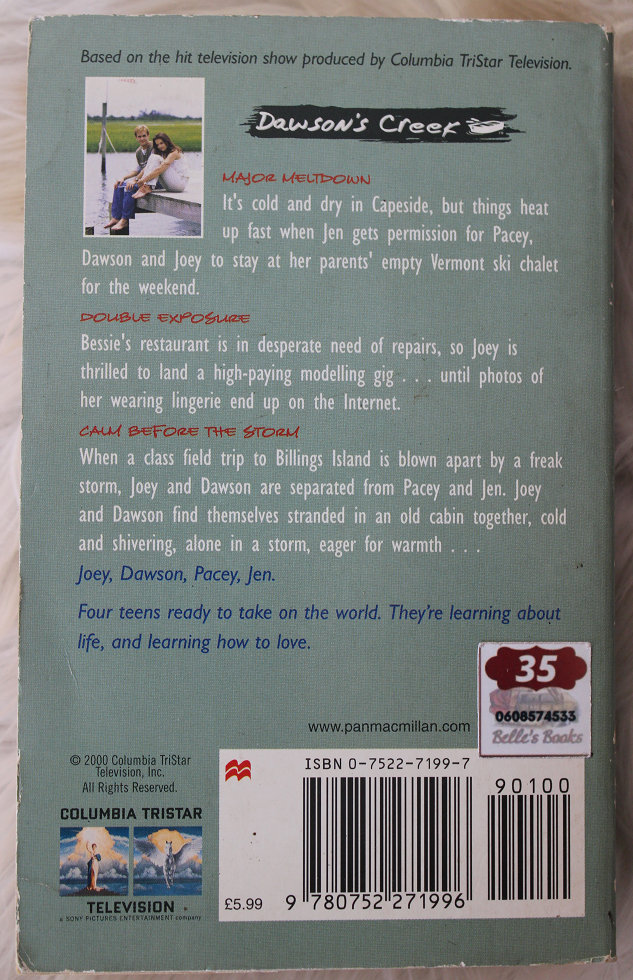 Based on the hit television show produced by Columbia TriStar Television.
Dawson's Creek
MAJOR MELTDOWN
It's cold and dry in Capeside, but things heat
up fast when Jen gets permission for Pacey,
Dawson and Joey to stay at her parents' empty Vermont ski chalet
for the weekend.
DOUBLE EXPOSURE
Bessie's restaurant is in desperate need of repairs, so Joey is
thrilled to land a high-paying modelling gig . . . until photos of
her wearing lingerie end up on the Internet.
CALM BEFORE THE STORM
When a class field trip to Billings Island is blown apart by a freak
storm, Joey and Dawson are separated from Pacey and Jen. Joey
and Dawson find themselves stranded in an old cabin together, cold
and shivering, alone in a storm, eager for warmth . . .
Joey, Dawson, Pacey, Jen.
Four teens ready to take on the world. They're learning about
life, and learning how to love.
35
0608574533
Belle's Books
www.panmacmillan.com
© 2000 Columbia TriStar
Television, Inc.
All Rights Reserved.
COLUMBIA TRISTAR
TELEVISION
a SONY PICTURES ENTERTAINMENT company
ISBN 0-7522-7199-7
90100
£5.99
9 780752 271996